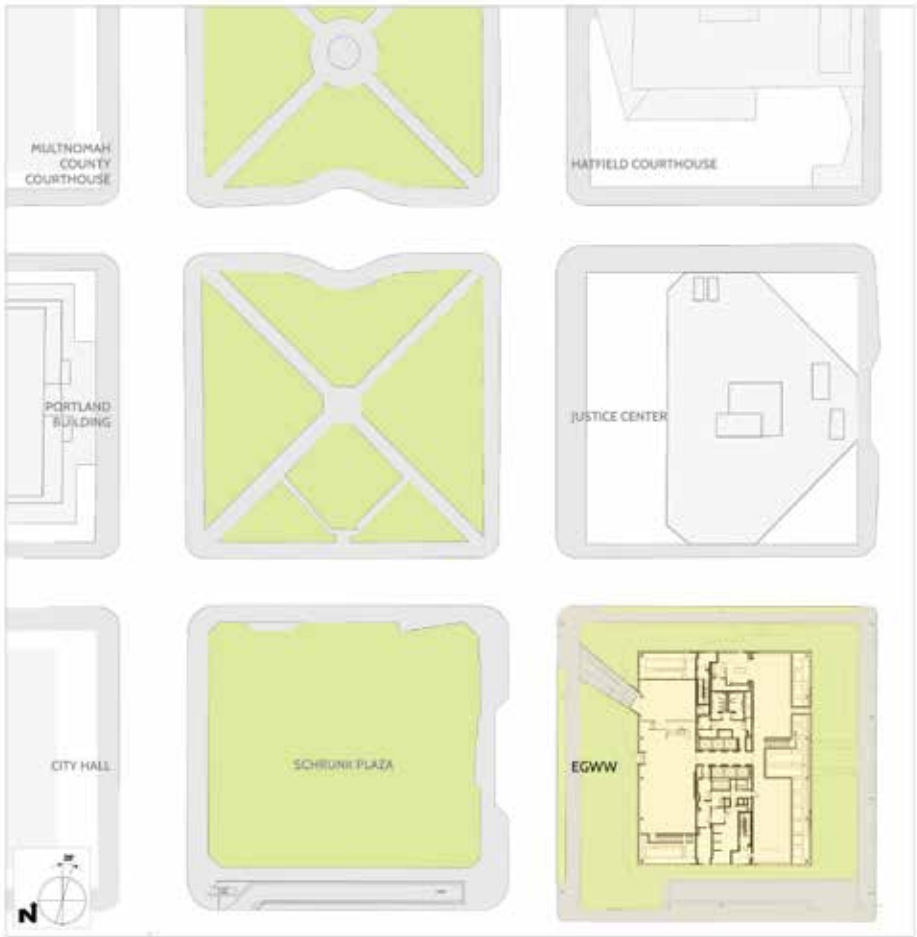 MULTNOMAH
COUNTY
COURTHOUSE
HATFIELD COURTHOUSE
PORTLAND
BUILDING
JUSTICE CENTER
CITY HALL
SCHRUNK PLAZA
EGWW
N